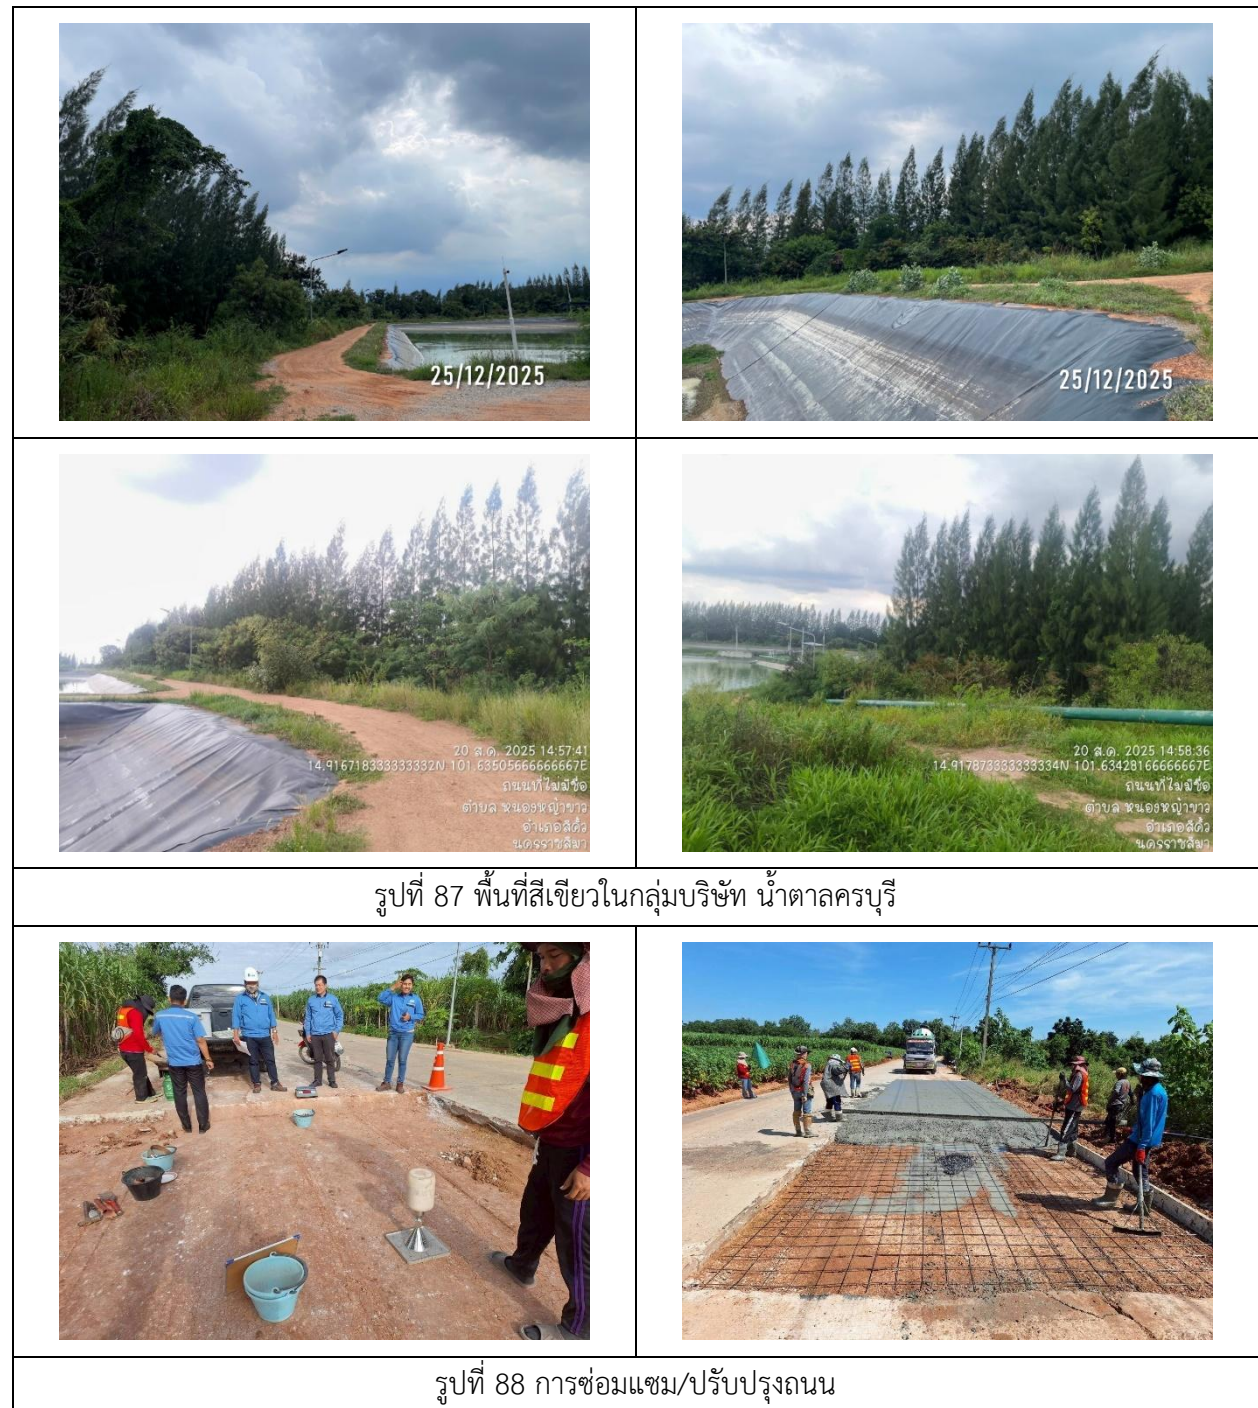 25/12/2025
25/12/2025
20 ส.ค. 2025 14:57:41
14.916718333333332N 101.63505666666667E
ถนนที่ไม่มีชื่อ
ตำบล หนองหญ้าขาว
อำเภอสีคิ้ว
นครราชสีมา
20 ส.ค. 2025 14:58:36
14.917873333333334N 101.63428166666667E
ถนนที่ไม่มีชื่อ
ตำบล หนองหญ้าขาว
อำเภอสีคิ้ว
นครราชสีมา
รูปที่ 87 พื้นที่สีเขียวในกลุ่มบริษัท น้ำตาลครบุรี
รูปที่ 88 การซ่อมแซม/ปรับปรุงถนน